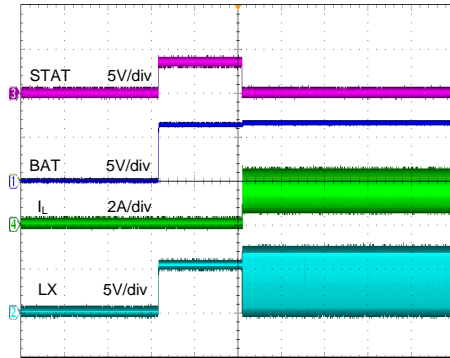 STAT 5V/div
3
BAT 5V/div
1
IL 2A/div
4
LX 5V/div
2